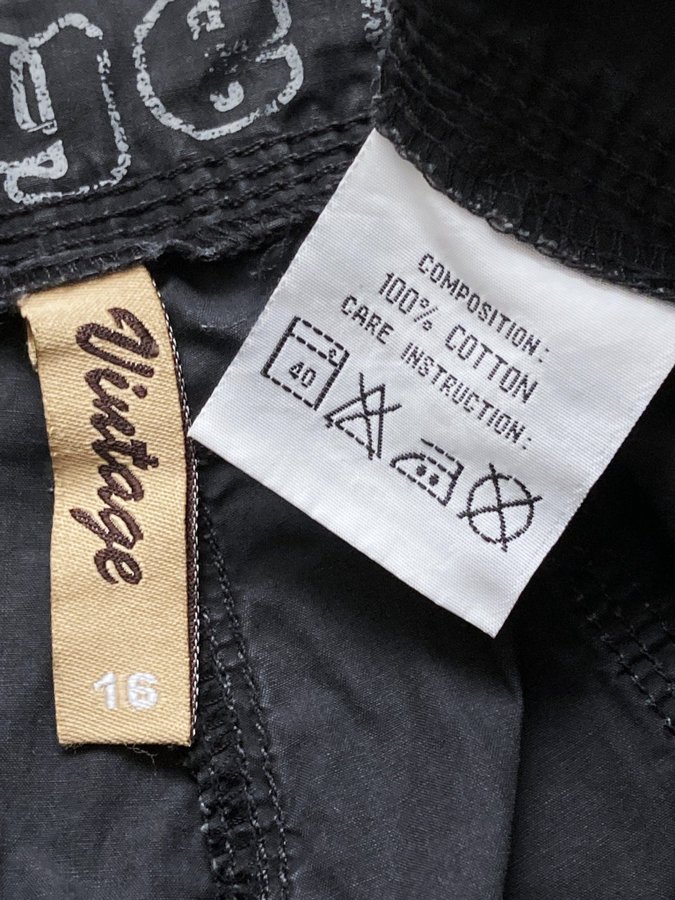 Vintage
16
COMPOSITION:
100% COTTON
CARE INSTRUCTION:
40